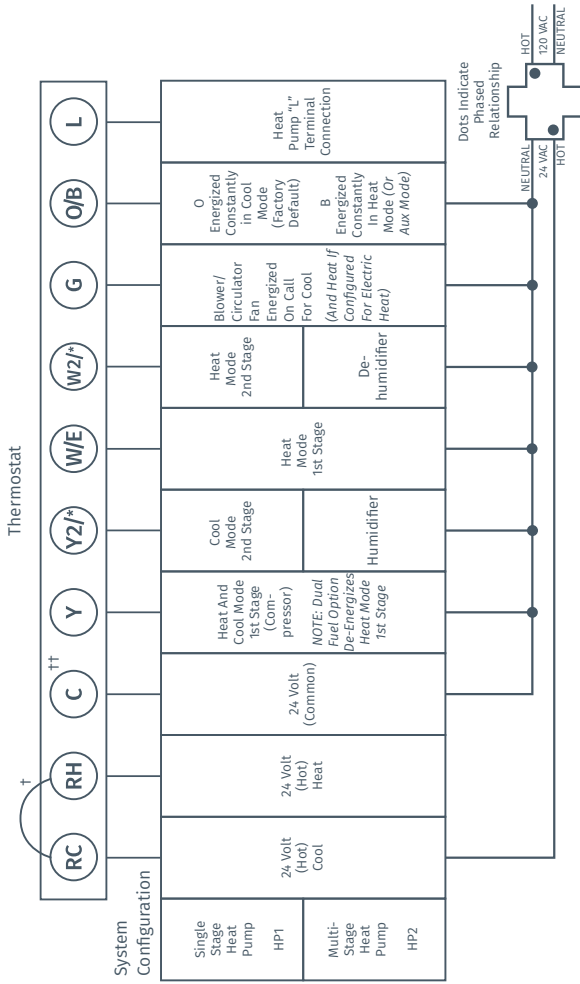 Thermostat
†
††
RC
RH
C
Y
Y2/*
W/E
W2/*
G
O/B
L
System
Configuration
Single
Stage
Heat
Pump
HP1
Multi-
Stage
Heat
Pump
HP2
24 Volt
(Hot)
Cool
24 Volt
(Hot)
Heat
24 Volt
(Common)
Heat And
Cool Mode
1st Stage
(Com-
pressor)
NOTE: Dual
Fuel Option
De-Energizes
Heat Mode
1st Stage
Cool
Mode
2nd Stage
Humidifier
Heat
Mode
1st Stage
Heat
Mode
2nd Stage
De-
humidifier
Blower/
Circulator
Fan
Energized
On Call
For Cool
(And Heat If
Configured
For Electric
Heat)
O
Energized
Constantly
in Cool
Mode
(Factory
Default)
B
Energized
Constantly
In Heat
Mode (Or
Aux Mode)
Heat
Pump “L”
Terminal
Connection
Dots Indicate
Phased
Relationship
NEUTRAL
24 VAC
HOT
HOT
120 VAC
NEUTRAL